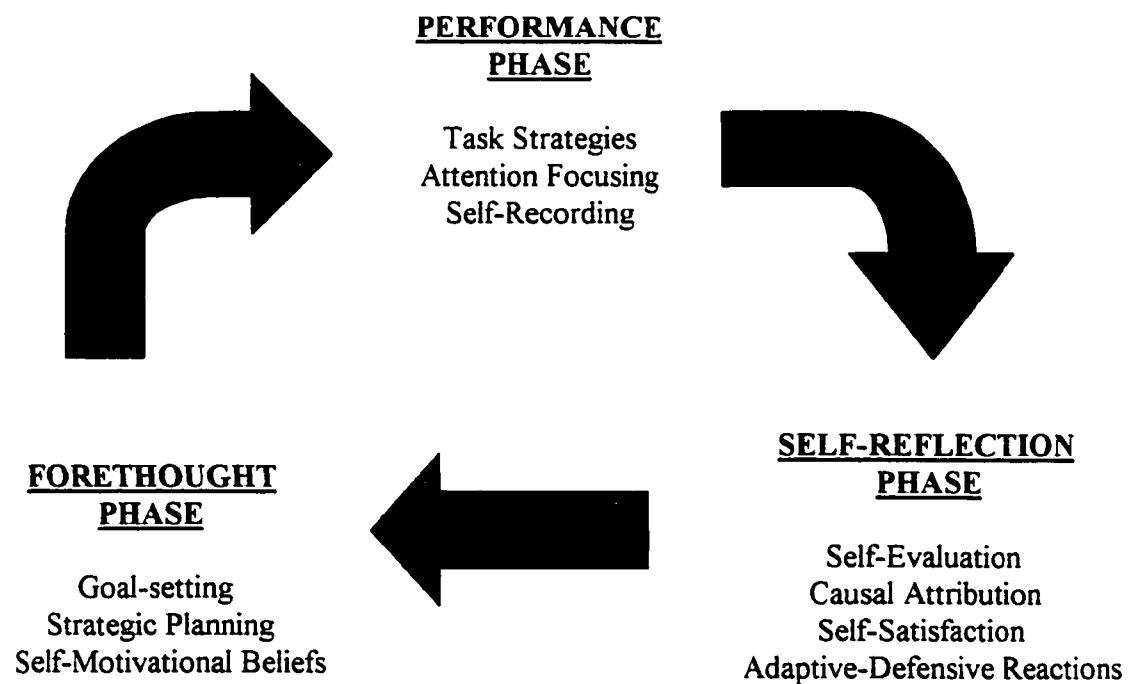 PERFORMANCE
PHASE
Task Strategies
Attention Focusing
Self-Recording
FORETHOUGHT
PHASE
Goal-setting
Strategic Planning
Self-Motivational Beliefs
SELF-REFLECTION
PHASE
Self-Evaluation
Causal Attribution
Self-Satisfaction
Adaptive-Defensive Reactions